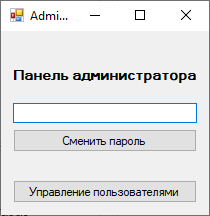 Admi...
Панель администратора
Сменить пароль
Управление пользователями